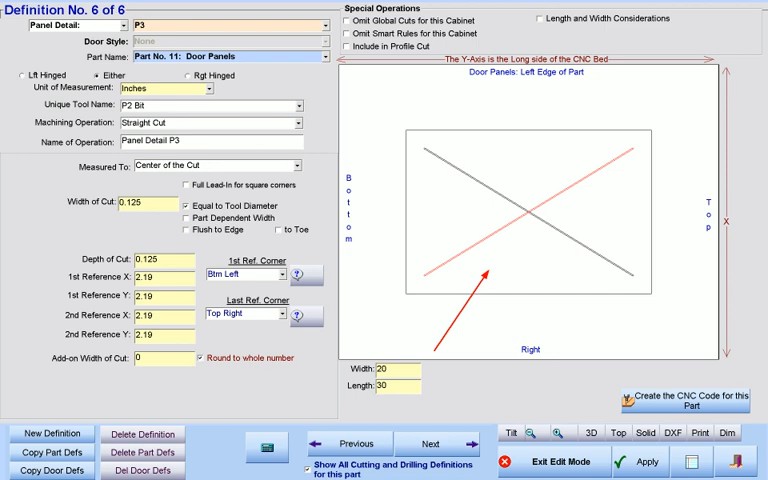 Definition No. 6 of 6
Panel Detail: P3
Door Style: None
Part Name: Part No. 11: Door Panels
Lft Hinged Either Rgt Hinged
Unit of Measurement: Inches
Unique Tool Name: P2 Bit
Machining Operation: Straight Cut
Name of Operation: Panel Detail P3
Measured To: Center of the Cut
Full Lead-In for square corners
Width of Cut: 0.125
Equal to Tool Diameter
Part Dependent Width
Flush to Edge to Toe
Depth of Cut: 0.125
1st Reference X: 2.19
1st Reference Y: 2.19
2nd Reference X: 2.19
2nd Reference Y: 2.19
1st Ref. Corner
Btm Left
Last Ref. Corner
Top Right
Add-on Width of Cut: 0
Round to whole number
Special Operations
Omit Global Cuts for this Cabinet
Omit Smart Rules for this Cabinet
Include in Profile Cut
Length and Width Considerations
The Y-Axis is the Long side of the CNC Bed
Door Panels: Left Edge of Part
Bottom
Top
X
Right
Width: 20
Length: 30
Create the CNC Code for this Part
New Definition
Delete Definition
Copy Part Defs
Delete Part Defs
Copy Door Defs
Del Door Defs
Previous
Next
Show All Cutting and Drilling Definitions for this part
Tilt 3D Top Solid DXF Print Dim
Exit Edit Mode
Apply